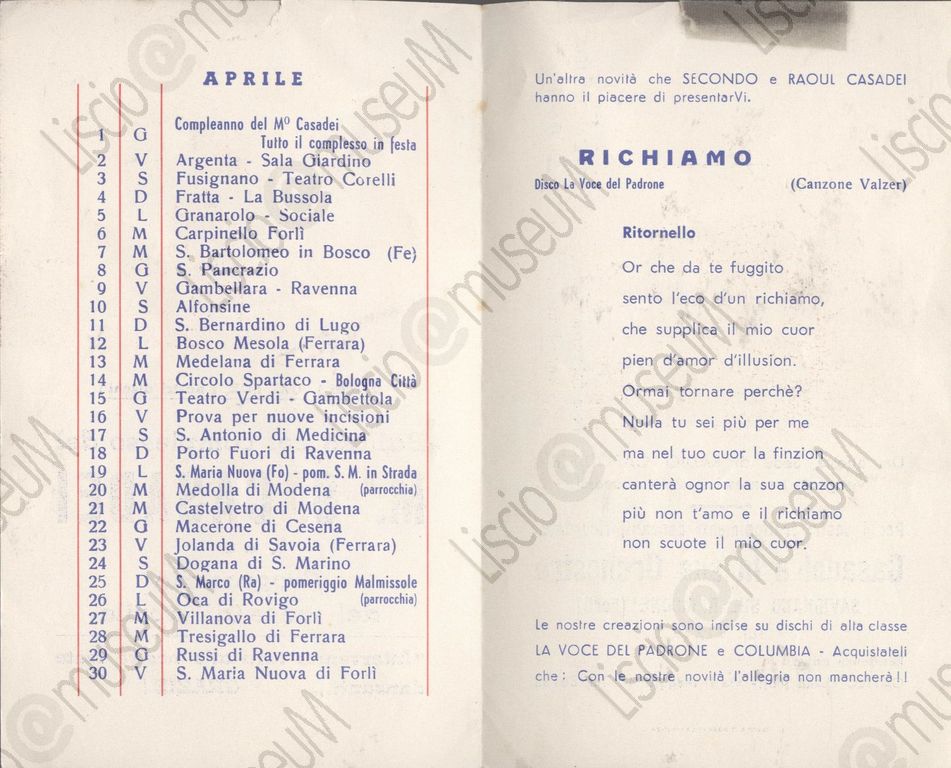 APRILE
1 G Compleanno del Mº Casadei
Tutto il complesso in festa
2 V Argenta - Sala Giardino
3 S Fusignano - Teatro Corelli
4 D Fratta - La Bussola
5 L Granarolo - Sociale
6 M Carpinello Forlì
7 M S. Bartolomeo in Bosco (Fe)
8 G S. Pancrazio
9 V Gambellara - Ravenna
10 S Alfonsine
11 D S. Bernardino di Lugo
12 L Bosco Mesola (Ferrara)
13 M Medelana di Ferrara
14 M Circolo Spartaco - Bologna Città
15 G Teatro Verdi - Gambettola
16 V Prova per nuove incisioni
17 S S. Antonio di Medicina
18 D Porto Fuori di Ravenna
19 L S. Maria Nuova (Fo) - pom. S. M. in Strada
20 M Medolla di Modena (parrocchia)
21 M Castelvetro di Modena
22 G Macerone di Cesena
23 V Jolanda di Savoia (Ferrara)
24 S Dogana di S. Marino
25 D S. Marco (Ra) - pomeriggio Malmissole
26 L Oca di Rovigo (parrocchia)
27 M Villanova di Forlì
28 M Tresigallo di Ferrara
29 G Russi di Ravenna
30 V S. Maria Nuova di Forlì
Un'altra novità che SECONDO e RAOUL CASADEI
hanno il piacere di presentarVi.
RICHIAMO
Disco La Voce del Padrone (Canzone Valzer)
Ritornello
Or che da te fuggito
sento l'eco d'un richiamo,
che supplica il mio cuor
pien d'amor d'illusion.
Ormai tornare perchè?
Nulla tu sei più per me
ma nel tuo cuor la finzion
canterà ognor la sua canzon
più non t'amo e il richiamo
non scuote il mio cuor.
Le nostre creazioni sono incise su dischi di alta classe
LA VOCE DEL PADRONE e COLUMBIA - Acquistateli
che: Con le nostre novità l'allegria non mancherà!!
Liscio@museuM